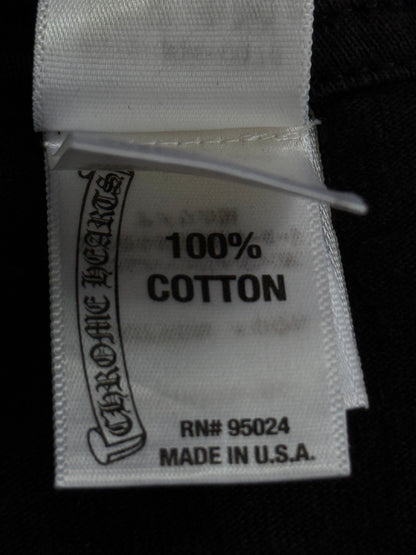 CHROME HEARTS
100%
COTTON
RN# 95024
MADE IN U.S.A.